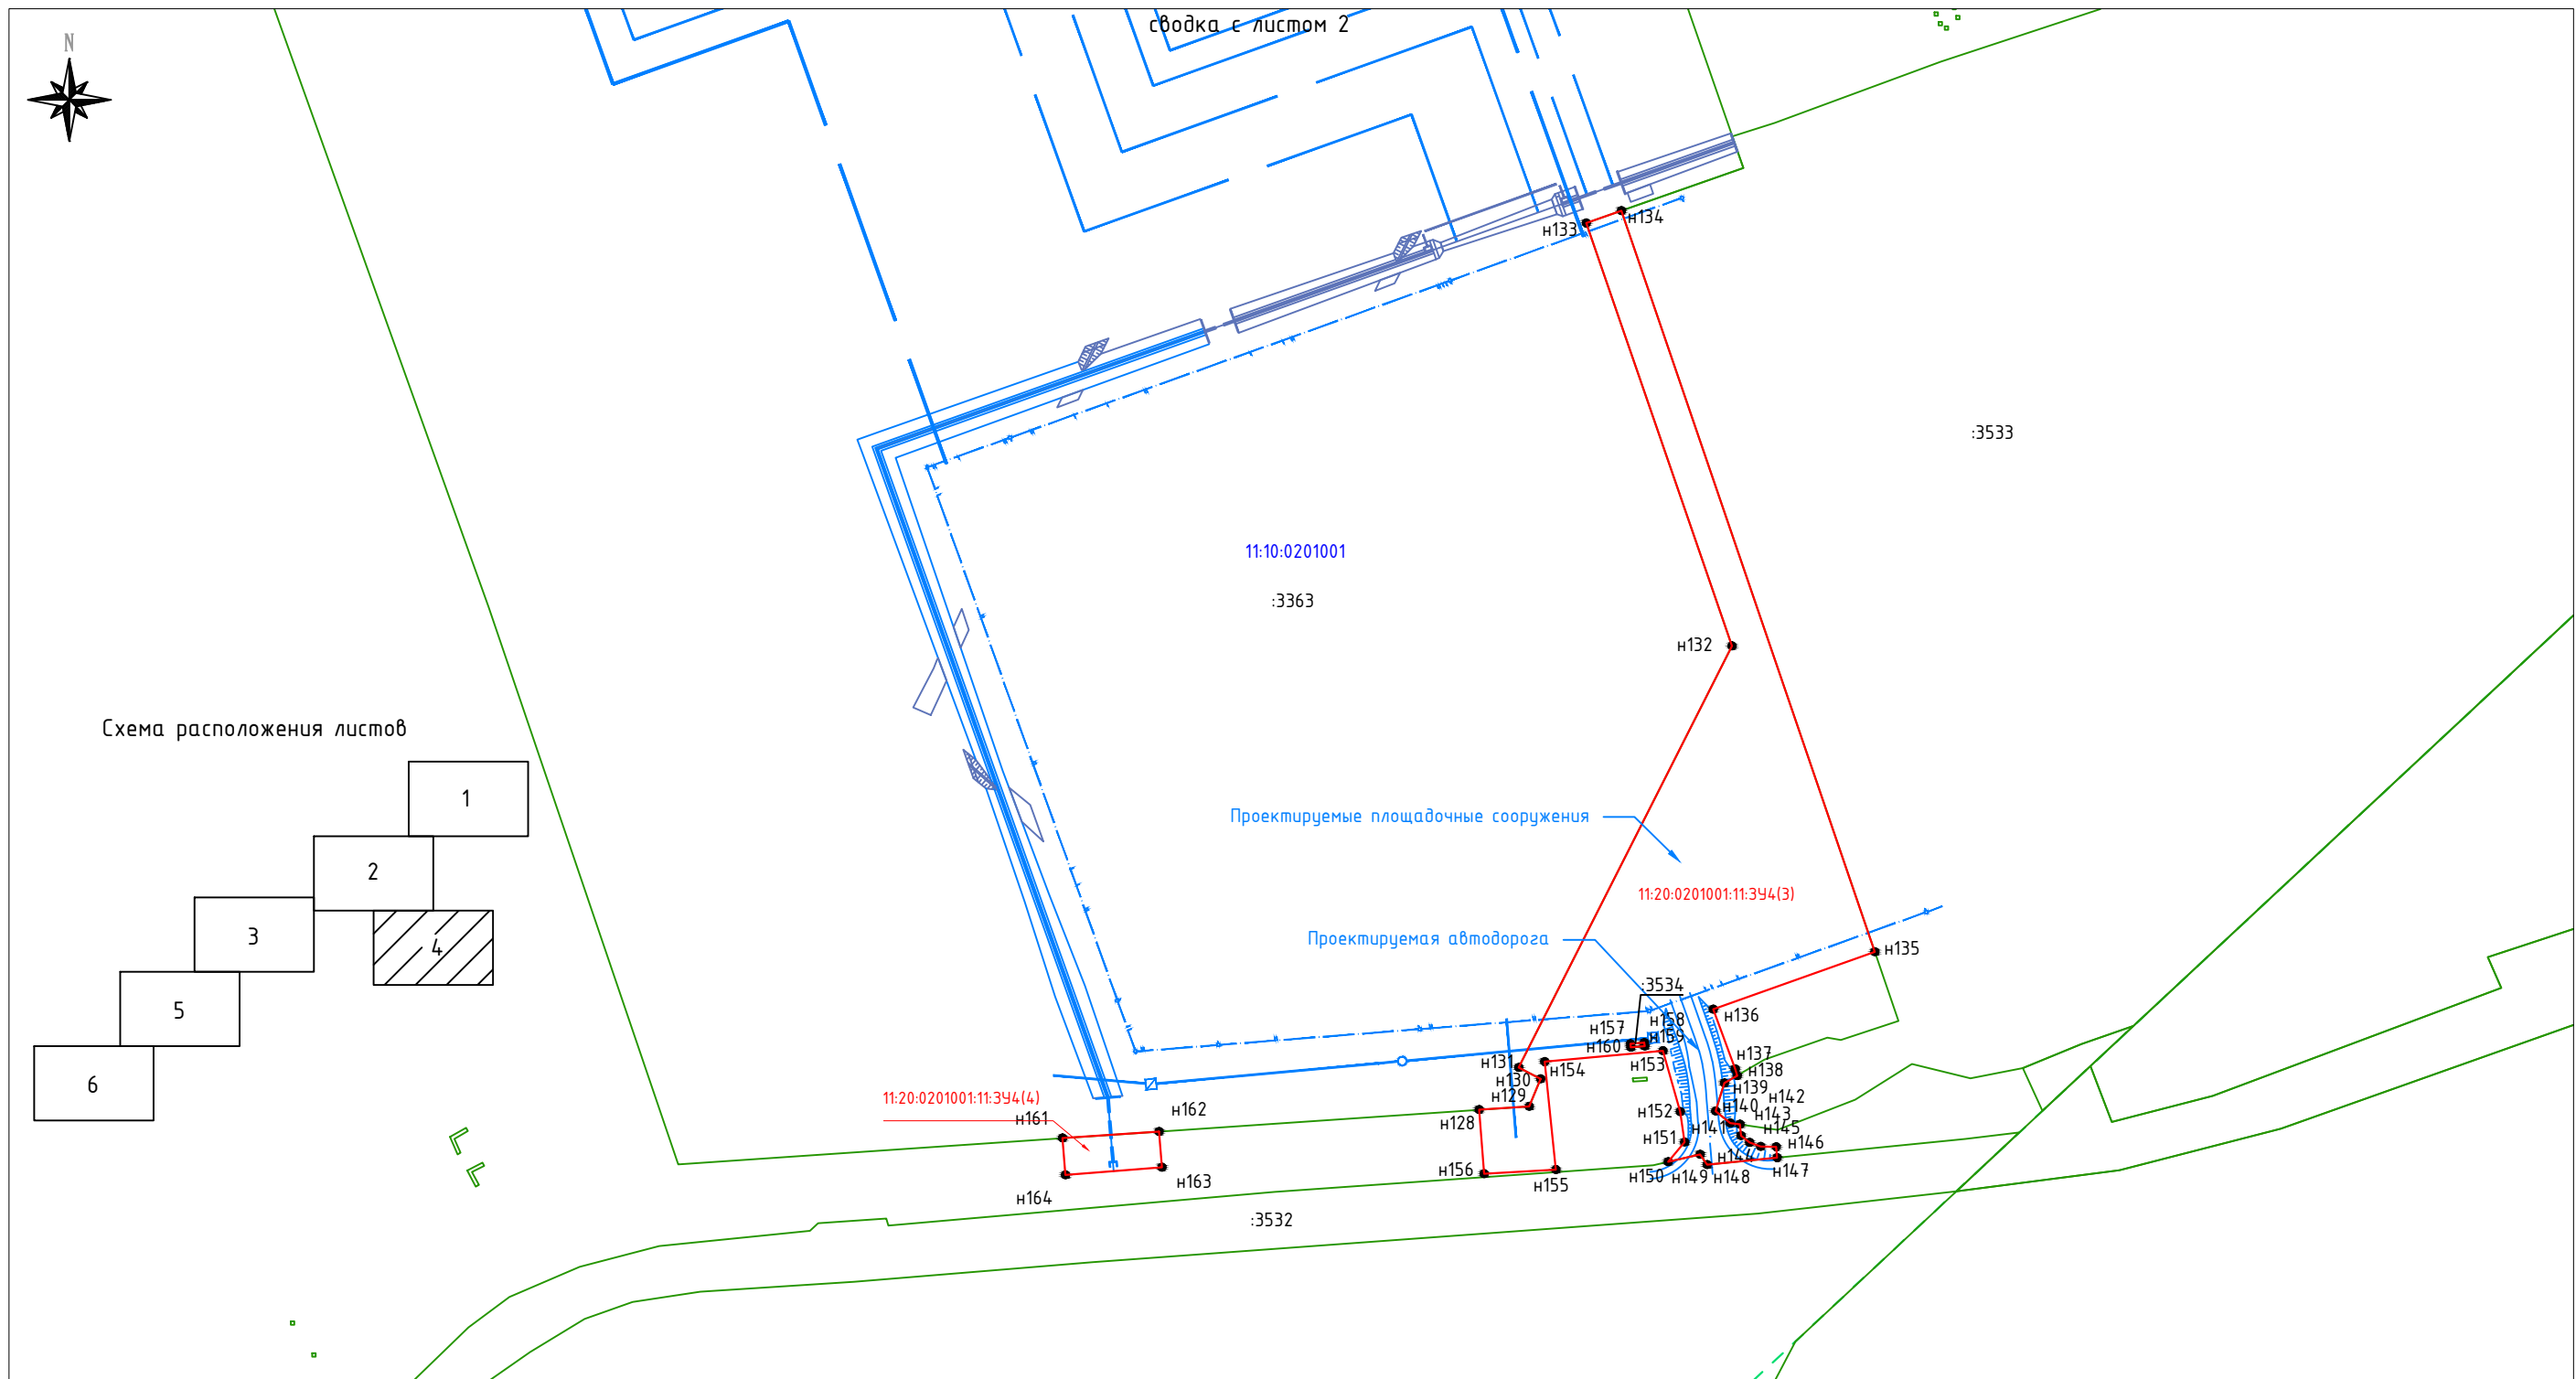 сводка с листом 2
N
н134
н133
:3533
11:10:0201001
:3363
н132
Схема расположения листов
1
2
3
4
5
6
Проектируемые площадочные сооружения
11:20:0201001:11:ЗУ4(3)
Проектируемая автодорога
н135
:3534
н136
н158
н157
н159
н160
н153
н131
н154
н130
н137
н138
н129
н139
н142
11:20:0201001:11:ЗУ4(4)
н161
н162
н128
н152
н140
н143
н151
н145
н146
н144
н156
н155
н150
н149
н148
н147
н164
н163
:3532